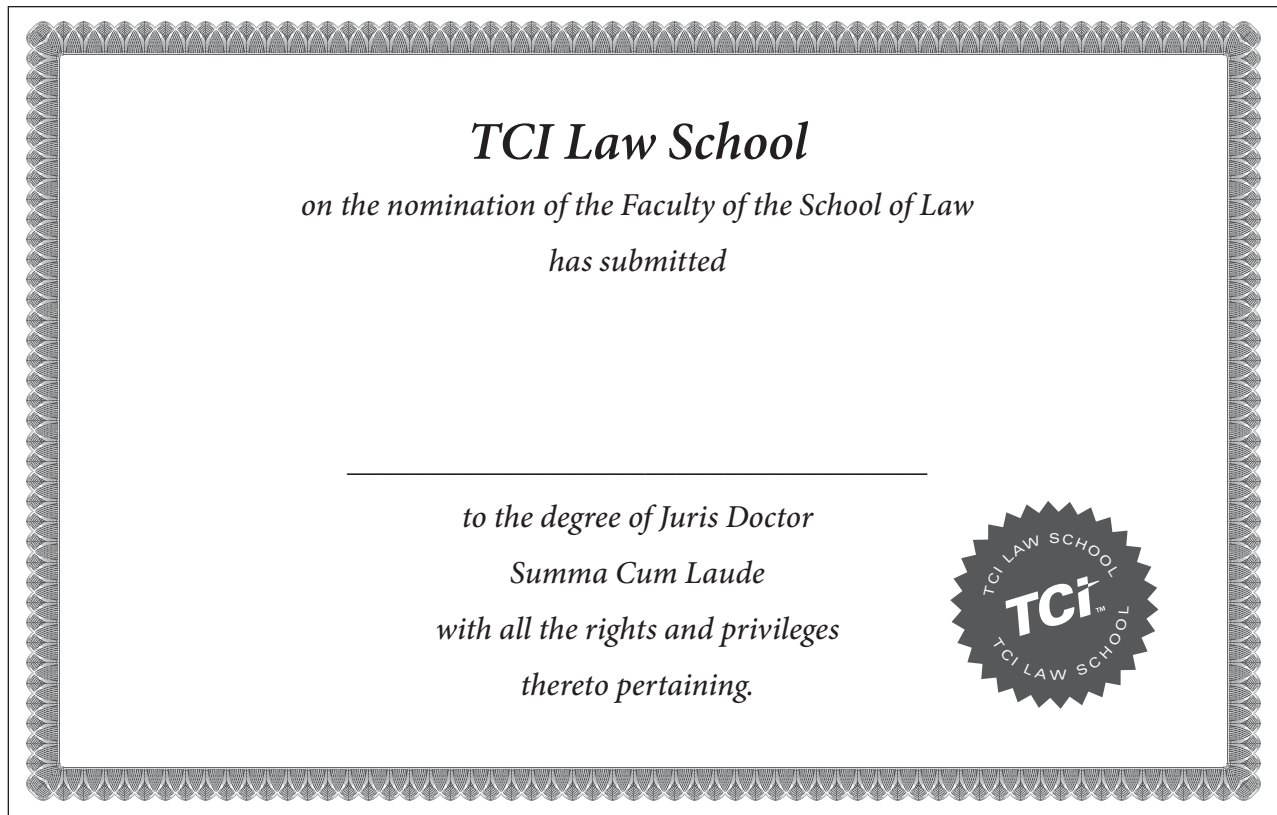 TCI Law School
on the nomination of the Faculty of the School of Law
has submitted
to the degree of Juris Doctor
Summa Cum Laude
with all the rights and privileges
thereto pertaining.
TCI LAW SCHOOL
TCi™
TCI LAW SCHOOL